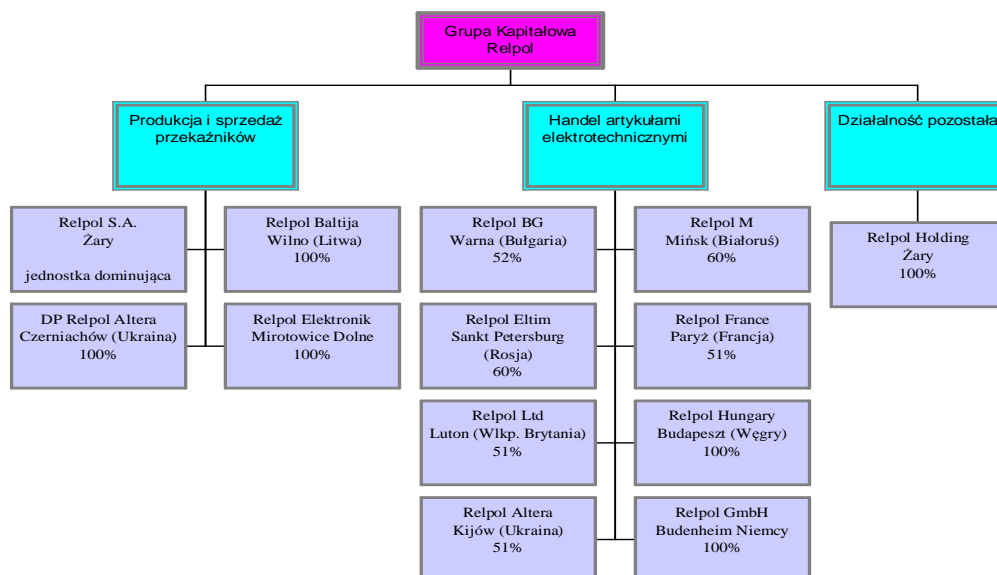 Grupa Kapitałowa
Relpol
Produkcja i sprzedaż
przekaźników
Handel artykułami
elektrotechnicznymi
Działalność pozostała
Relpol S.A.
Żary
jednostka dominująca
Relpol Baltija
Wilno (Litwa)
100%
DP Relpol Altera
Czerniachów (Ukraina)
100%
Relpol Elektronik
Mirotowice Dolne
100%
Relpol BG
Warna (Bułgaria)
52%
Relpol M
Mińsk (Białoruś)
60%
Relpol Eltim
Sankt Petersburg
(Rosja)
60%
Relpol France
Paryż (Francja)
51%
Relpol Ltd
Luton (Wlkp. Brytania)
51%
Relpol Hungary
Budapeszt (Węgry)
100%
Relpol Altera
Kijów (Ukraina)
51%
Relpol GmbH
Budenheim Niemcy
100%
Relpol Holding
Żary
100%